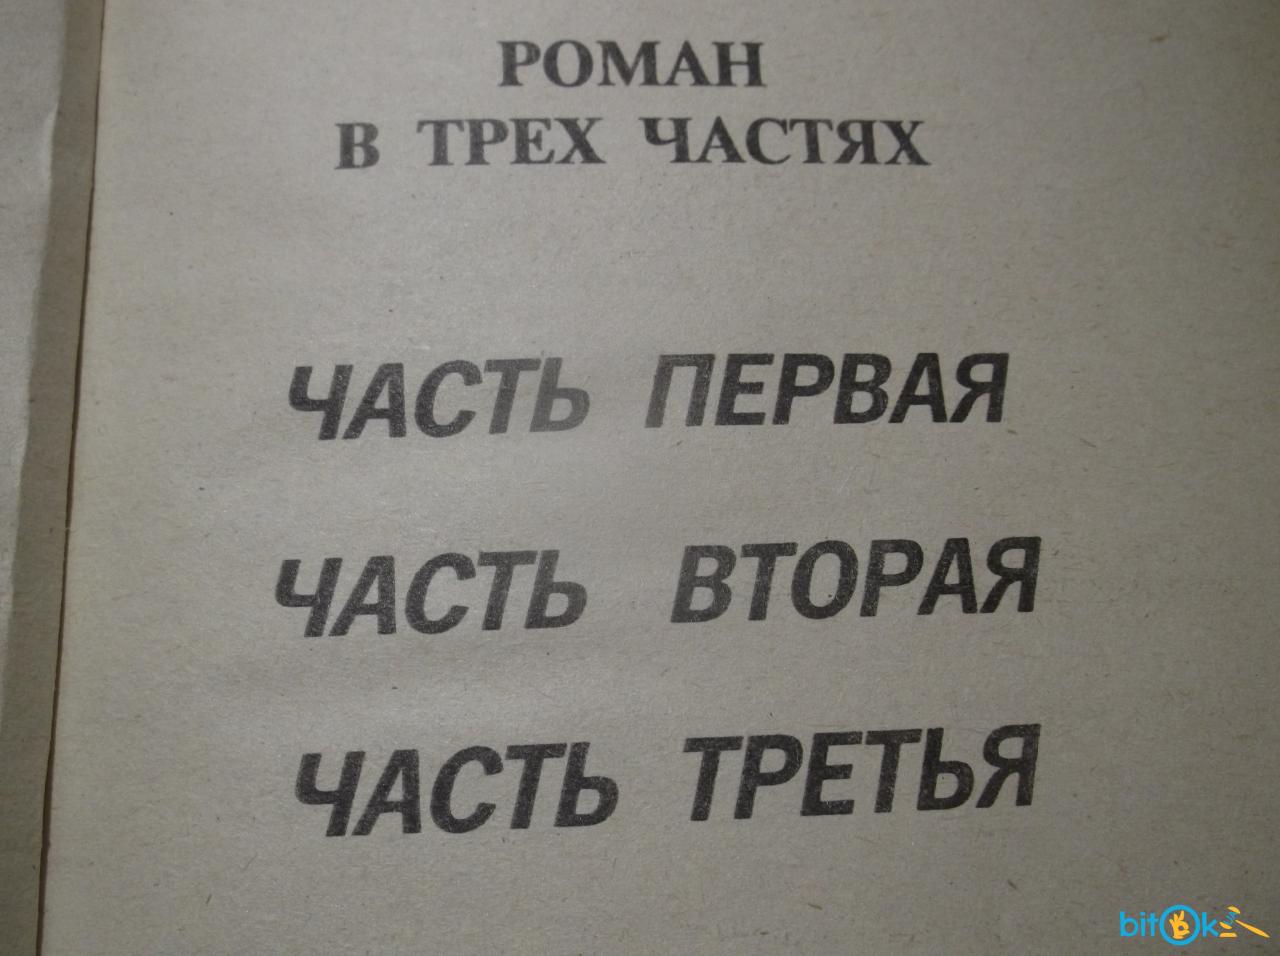 РОМАН
В ТРЕХ ЧАСТЯХ
ЧАСТЬ ПЕРВАЯ
ЧАСТЬ ВТОРАЯ
ЧАСТЬ ТРЕТЬЯ
bitOk